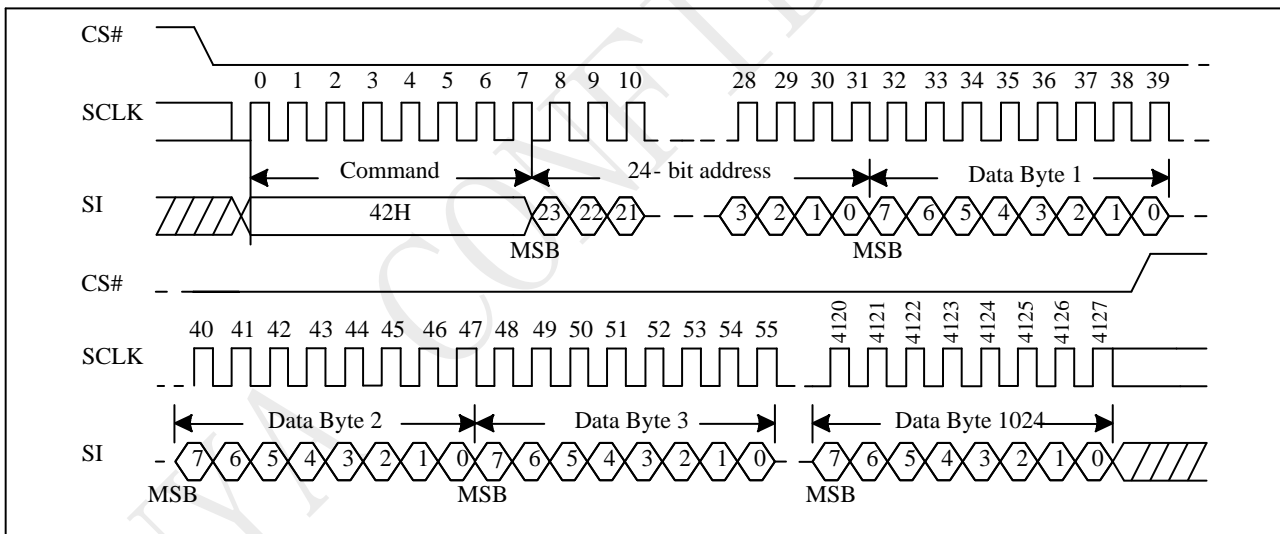 CS#
0 1 2 3 4 5 6 7 8 9 10 28 29 30 31 32 33 34 35 36 37 38 39
SCLK
Command 24- bit address Data Byte 1
SI 42H 23 22 21 3 2 1 0 7 6 5 4 3 2 1 0
MSB MSB
CS#
40 41 42 43 44 45 46 47 48 49 50 51 52 53 54 55 4120 4121 4122 4123 4124 4125 4126 4127
SCLK
Data Byte 2 Data Byte 3 Data Byte 1024
SI 7 6 5 4 3 2 1 0 7 6 5 4 3 2 1 0 7 6 5 4 3 2 1 0
MSB MSB MSB